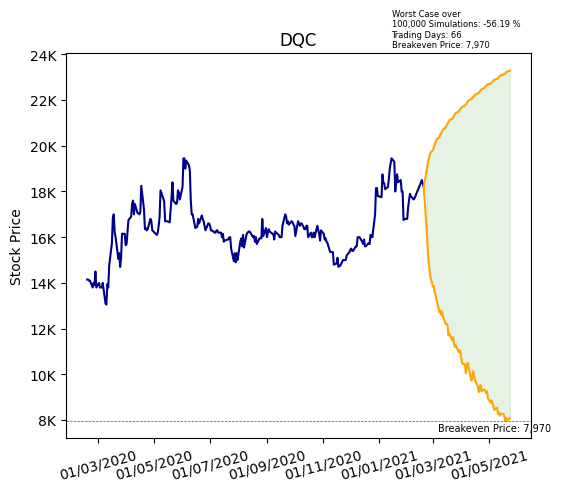 Worst Case over
100,000 Simulations: -56.19 %
Trading Days: 66
Breakeven Price: 7,970
DQC
Stock Price
24K
22K
20K
18K
16K
14K
12K
10K
8K
Breakeven Price: 7,970
01/03/2020
01/05/2020
01/07/2020
01/09/2020
01/11/2020
01/01/2021
01/03/2021
01/05/2021